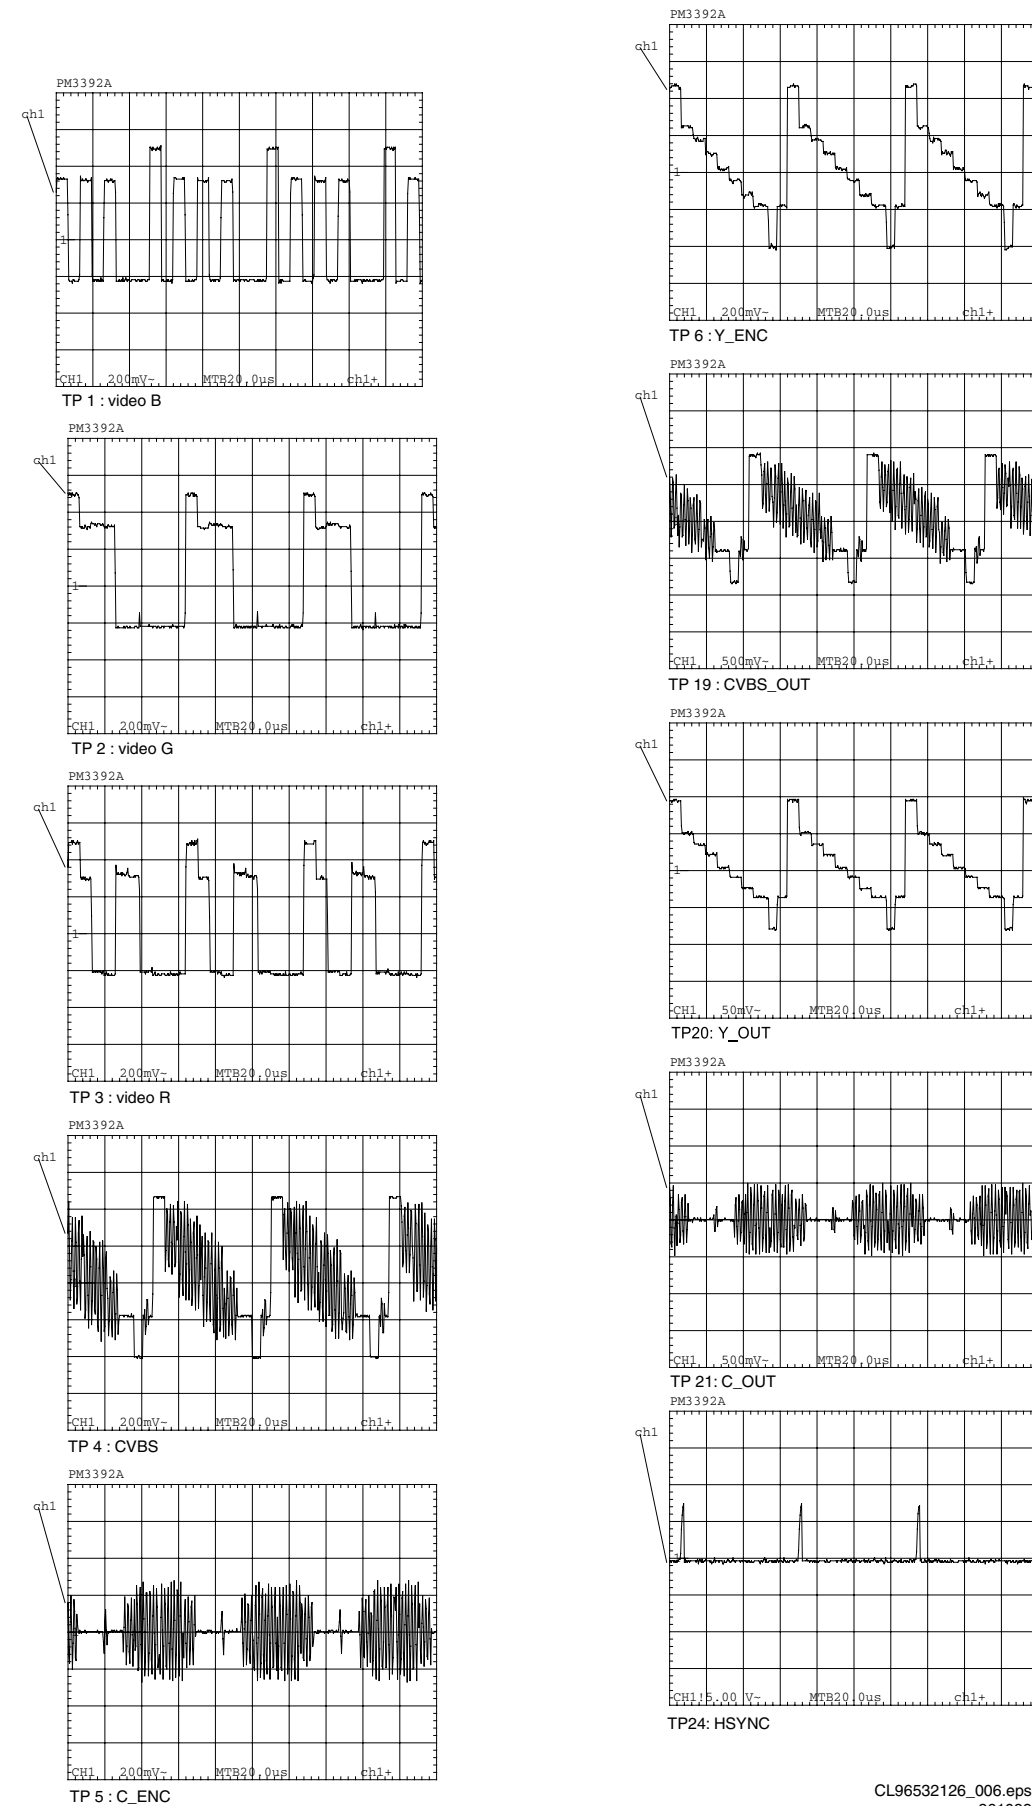 PM3392A
ch1
1
CH1 200mV~ MTB20.0us ch1+
TP 1 : video B
PM3392A
ch1
1
CH1 200mV~ MTB20.0us ch1+
TP 2 : video G
PM3392A
ch1
1
CH1 200mV~ MTB20.0us ch1+
TP 3 : video R
PM3392A
ch1
CH1 200mV~ MTB20.0us ch1+
TP 4 : CVBS
PM3392A
ch1
CH1 200mV~ MTB20.0us ch1+
TP 5 : C_ENC
PM3392A
ch1
1
CH1 200mV~ MTB20.0us ch1+
TP 6 : Y_ENC
PM3392A
ch1
CH1 500mV~ MTB20.0us ch1+
TP 19 : CVBS_OUT
PM3392A
ch1
1
CH1 50mV~ MTB20.0us ch1+
TP20: Y_OUT
PM3392A
ch1
CH1 500mV~ MTB20.0us ch1+
TP 21: C_OUT
PM3392A
ch1
1
CH1!5.00 V~ MTB20.0us ch1+
TP24: HSYNC
CL96532126_006.eps